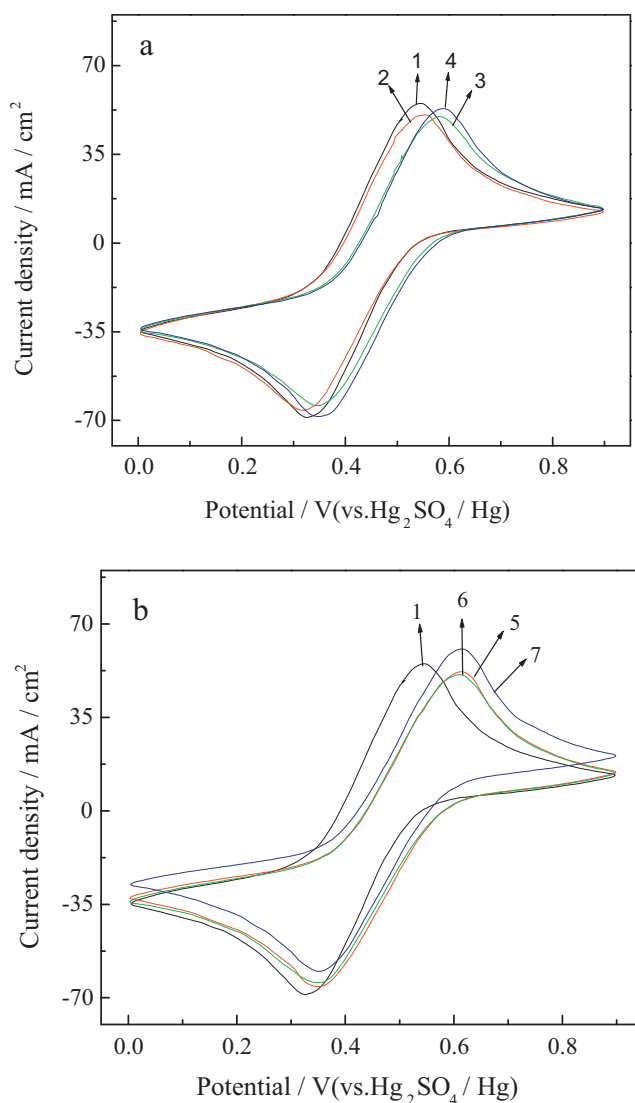 a
1
4
2
3
70
35
0
-35
-70
Current density / mA / cm²
0.0 0.2 0.4 0.6 0.8
Potential / V(vs.Hg₂SO₄ / Hg)
b
1
6
5
7
70
35
0
-35
-70
Current density / mA / cm²
0.0 0.2 0.4 0.6 0.8
Potential / V(vs.Hg₂SO₄ / Hg)